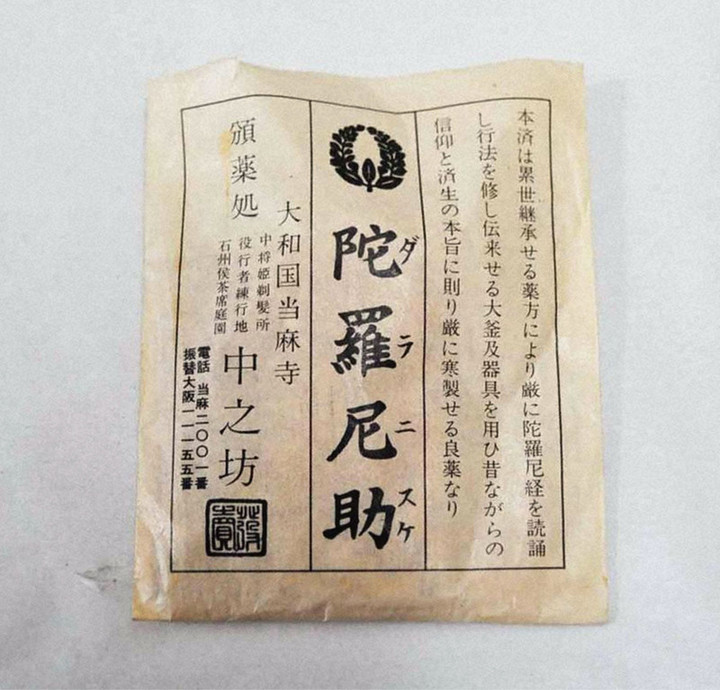 本済は累世継承せる薬方により厳に陀羅尼経を読誦
し行法を修し伝来せる大釜及器具を用ひ昔ながらの
信仰と済生の本旨に則り厳に寒製せる良薬なり
陀羅尼助
ダラニスケ
大和国当麻寺
頒薬処
中将姫剃髪所
役行者練行地
石州侯茶席庭園
中之坊
電話 当麻二〇〇一番
振替大阪一一一五五番